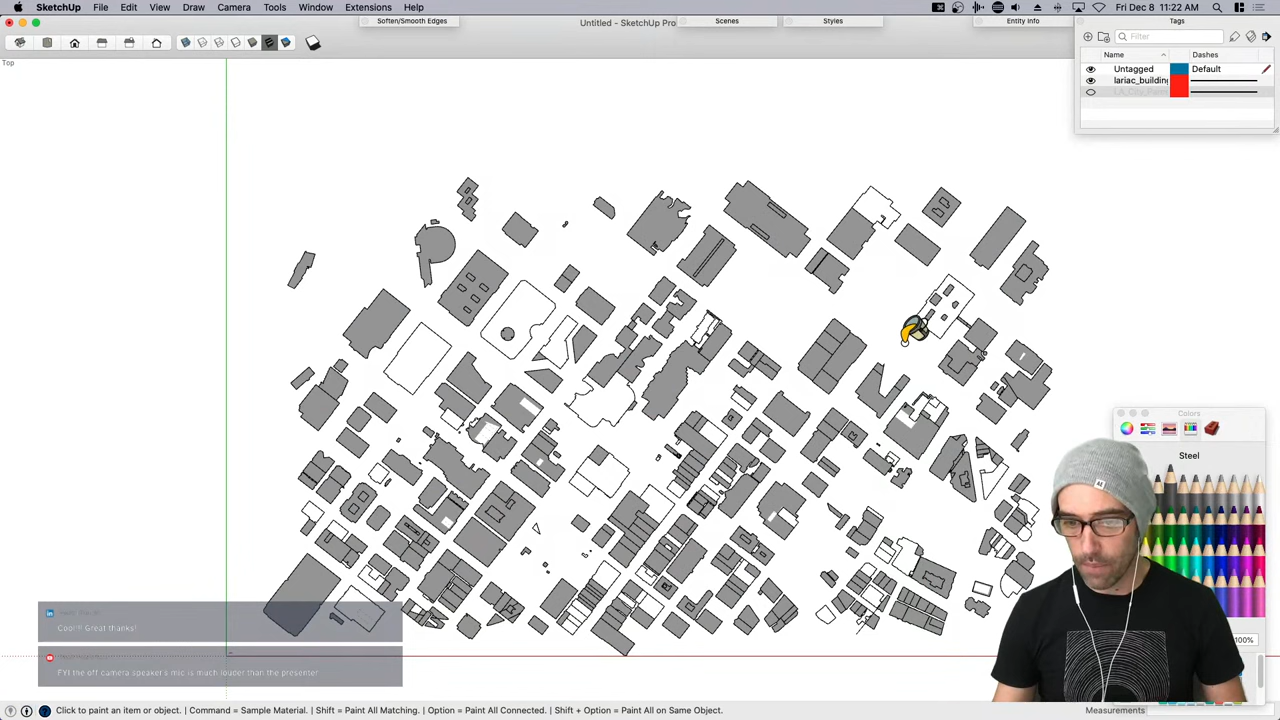 SketchUp File Edit View Draw Camera Tools Window Extensions Help
Fri Dec 8 11:22 AM
Soften/Smooth Edges
Untitled - SketchUp Pro
Scenes
Styles
Entity Info
Tags
Filter
Name Dashes
Untagged Default
lariac_building
Top
Colors
Steel
100%
Cool!!! Great thanks!
FYI the off camera speaker's mic is much louder than the presenter
Click to paint an item or object. | Command = Sample Material. | Shift = Paint All Matching. | Option = Paint All Connected. | Shift + Option = Paint All on Same Object.
Measurements